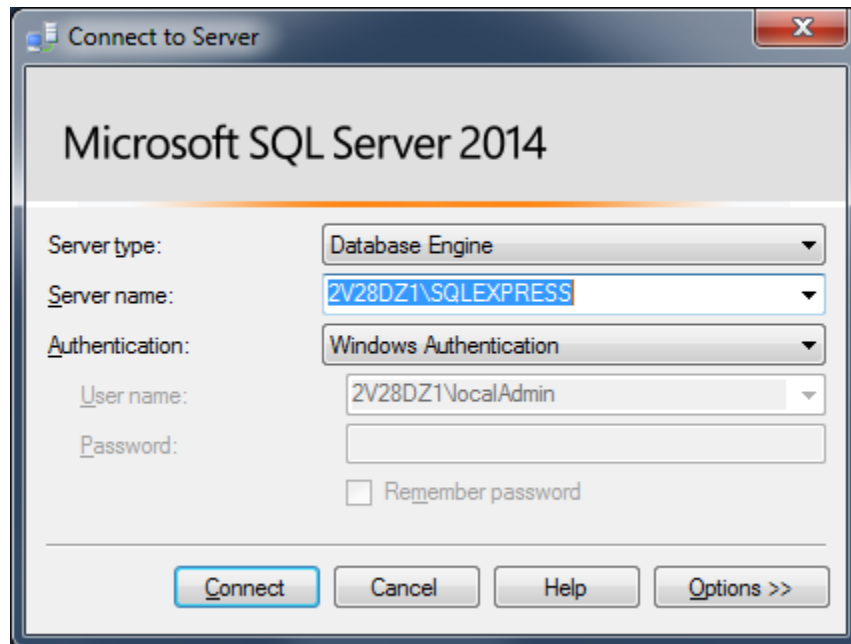 Connect to Server
Microsoft SQL Server 2014
Server type: Database Engine
Server name: 2V28DZ1\SQLEXPRESS
Authentication: Windows Authentication
User name: 2V28DZ1\localAdmin
Password:
Remember password
Connect Cancel Help Options >>